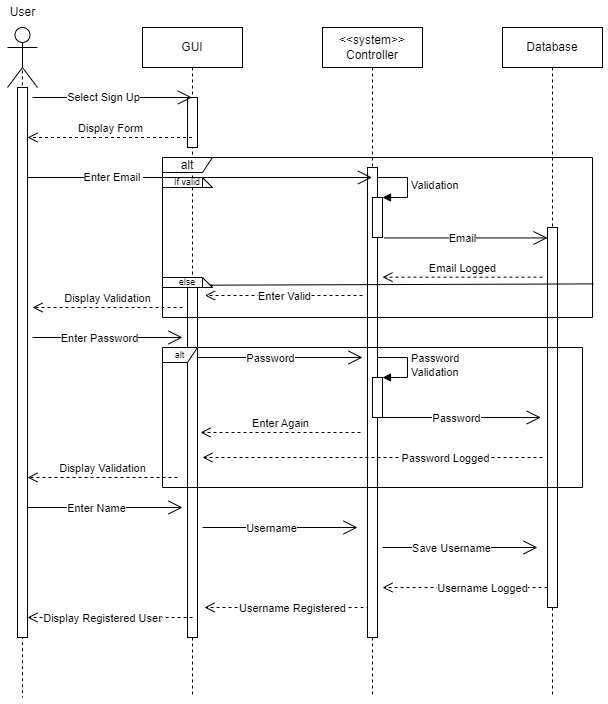 User
GUI
<<system>>
Controller
Database
Select Sign Up
Display Form
alt
Enter Email
If valid
Validation
Email
Email Logged
else
Enter Valid
Display Validation
Enter Password
alt
Password
Password
Validation
Password
Enter Again
Password Logged
Display Validation
Enter Name
Username
Save Username
Username Logged
Username Registered
Display Registered User